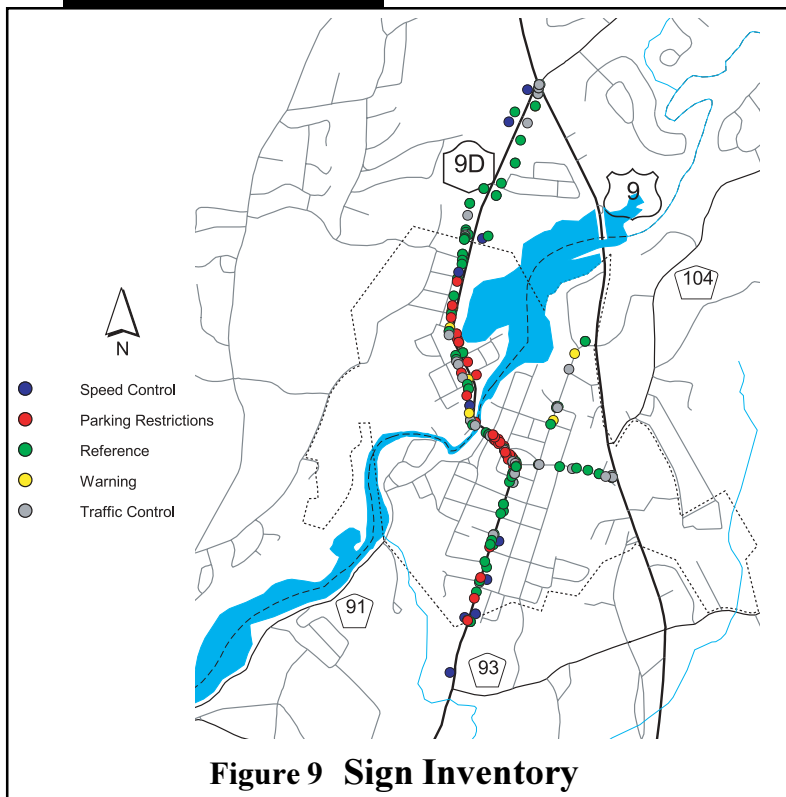 9D
9
104
N
Speed Control
Parking Restrictions
Reference
Warning
Traffic Control
91
93
Figure 9 Sign Inventory